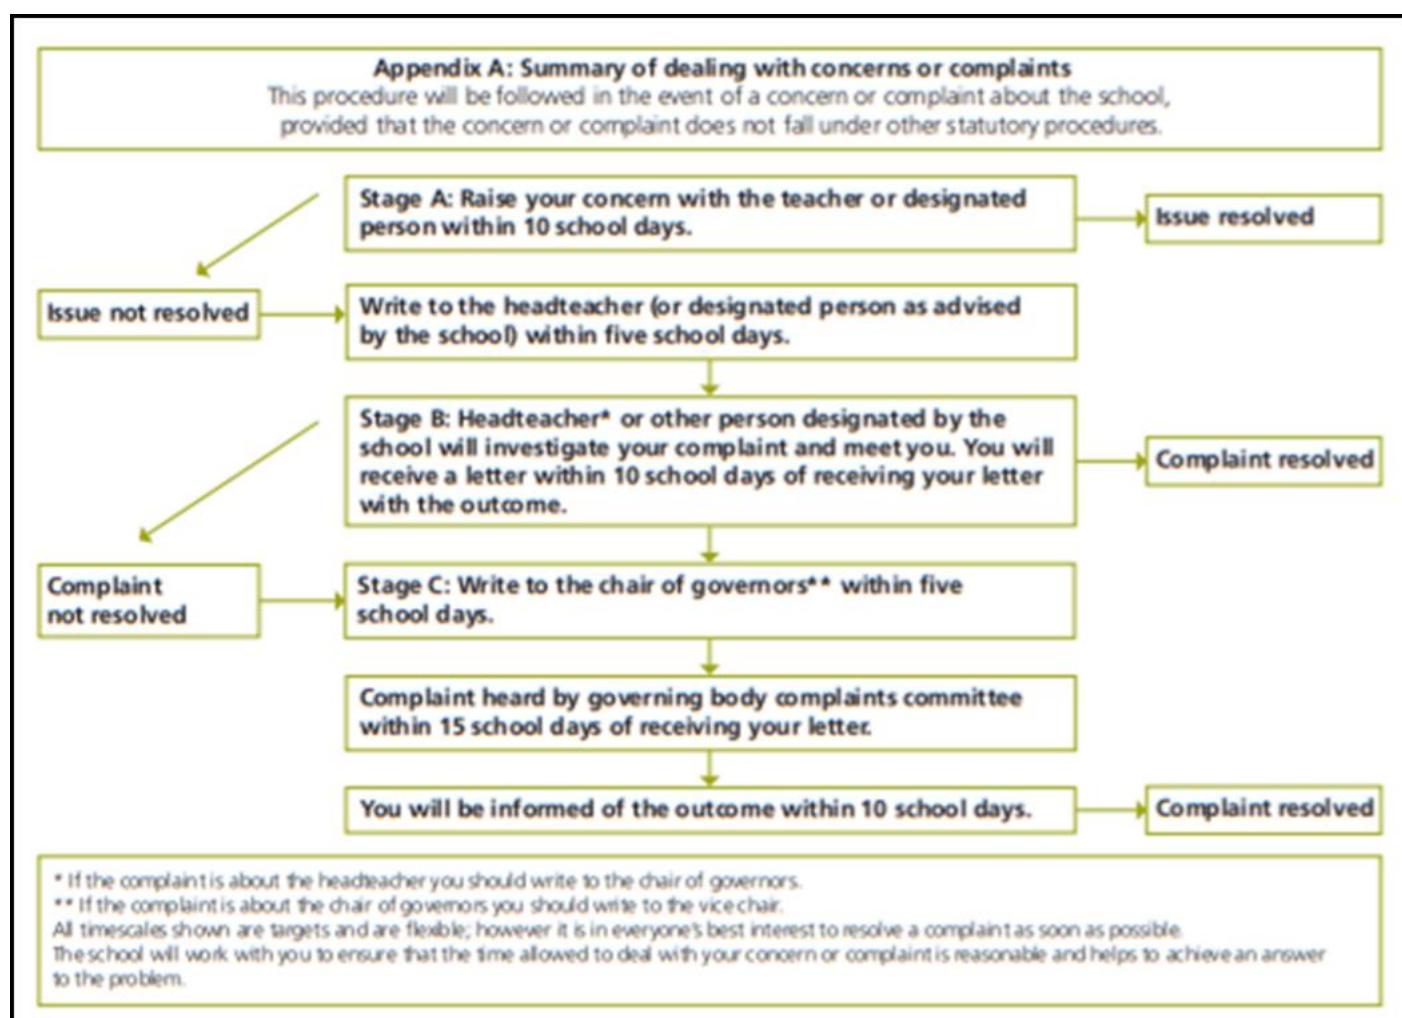 Appendix A: Summary of dealing with concerns or complaints
This procedure will be followed in the event of a concern or complaint about the school,
provided that the concern or complaint does not fall under other statutory procedures.
Stage A: Raise your concern with the teacher or designated
person within 10 school days.
Issue resolved
Issue not resolved
Write to the headteacher (or designated person as advised
by the school) within five school days.
Stage B: Headteacher* or other person designated by the
school will investigate your complaint and meet you. You will
receive a letter within 10 school days of receiving your letter
with the outcome.
Complaint resolved
Complaint
not resolved
Stage C: Write to the chair of governors** within five
school days.
Complaint heard by governing body complaints committee
within 15 school days of receiving your letter.
You will be informed of the outcome within 10 school days.
Complaint resolved
* If the complaint is about the headteacher you should write to the chair of governors.
** If the complaint is about the chair of governors you should write to the vice chair.
All timescales shown are targets and are flexible; however it is in everyone's best interest to resolve a complaint as soon as possible.
The school will work with you to ensure that the time allowed to deal with your concern or complaint is reasonable and helps to achieve an answer
to the problem.